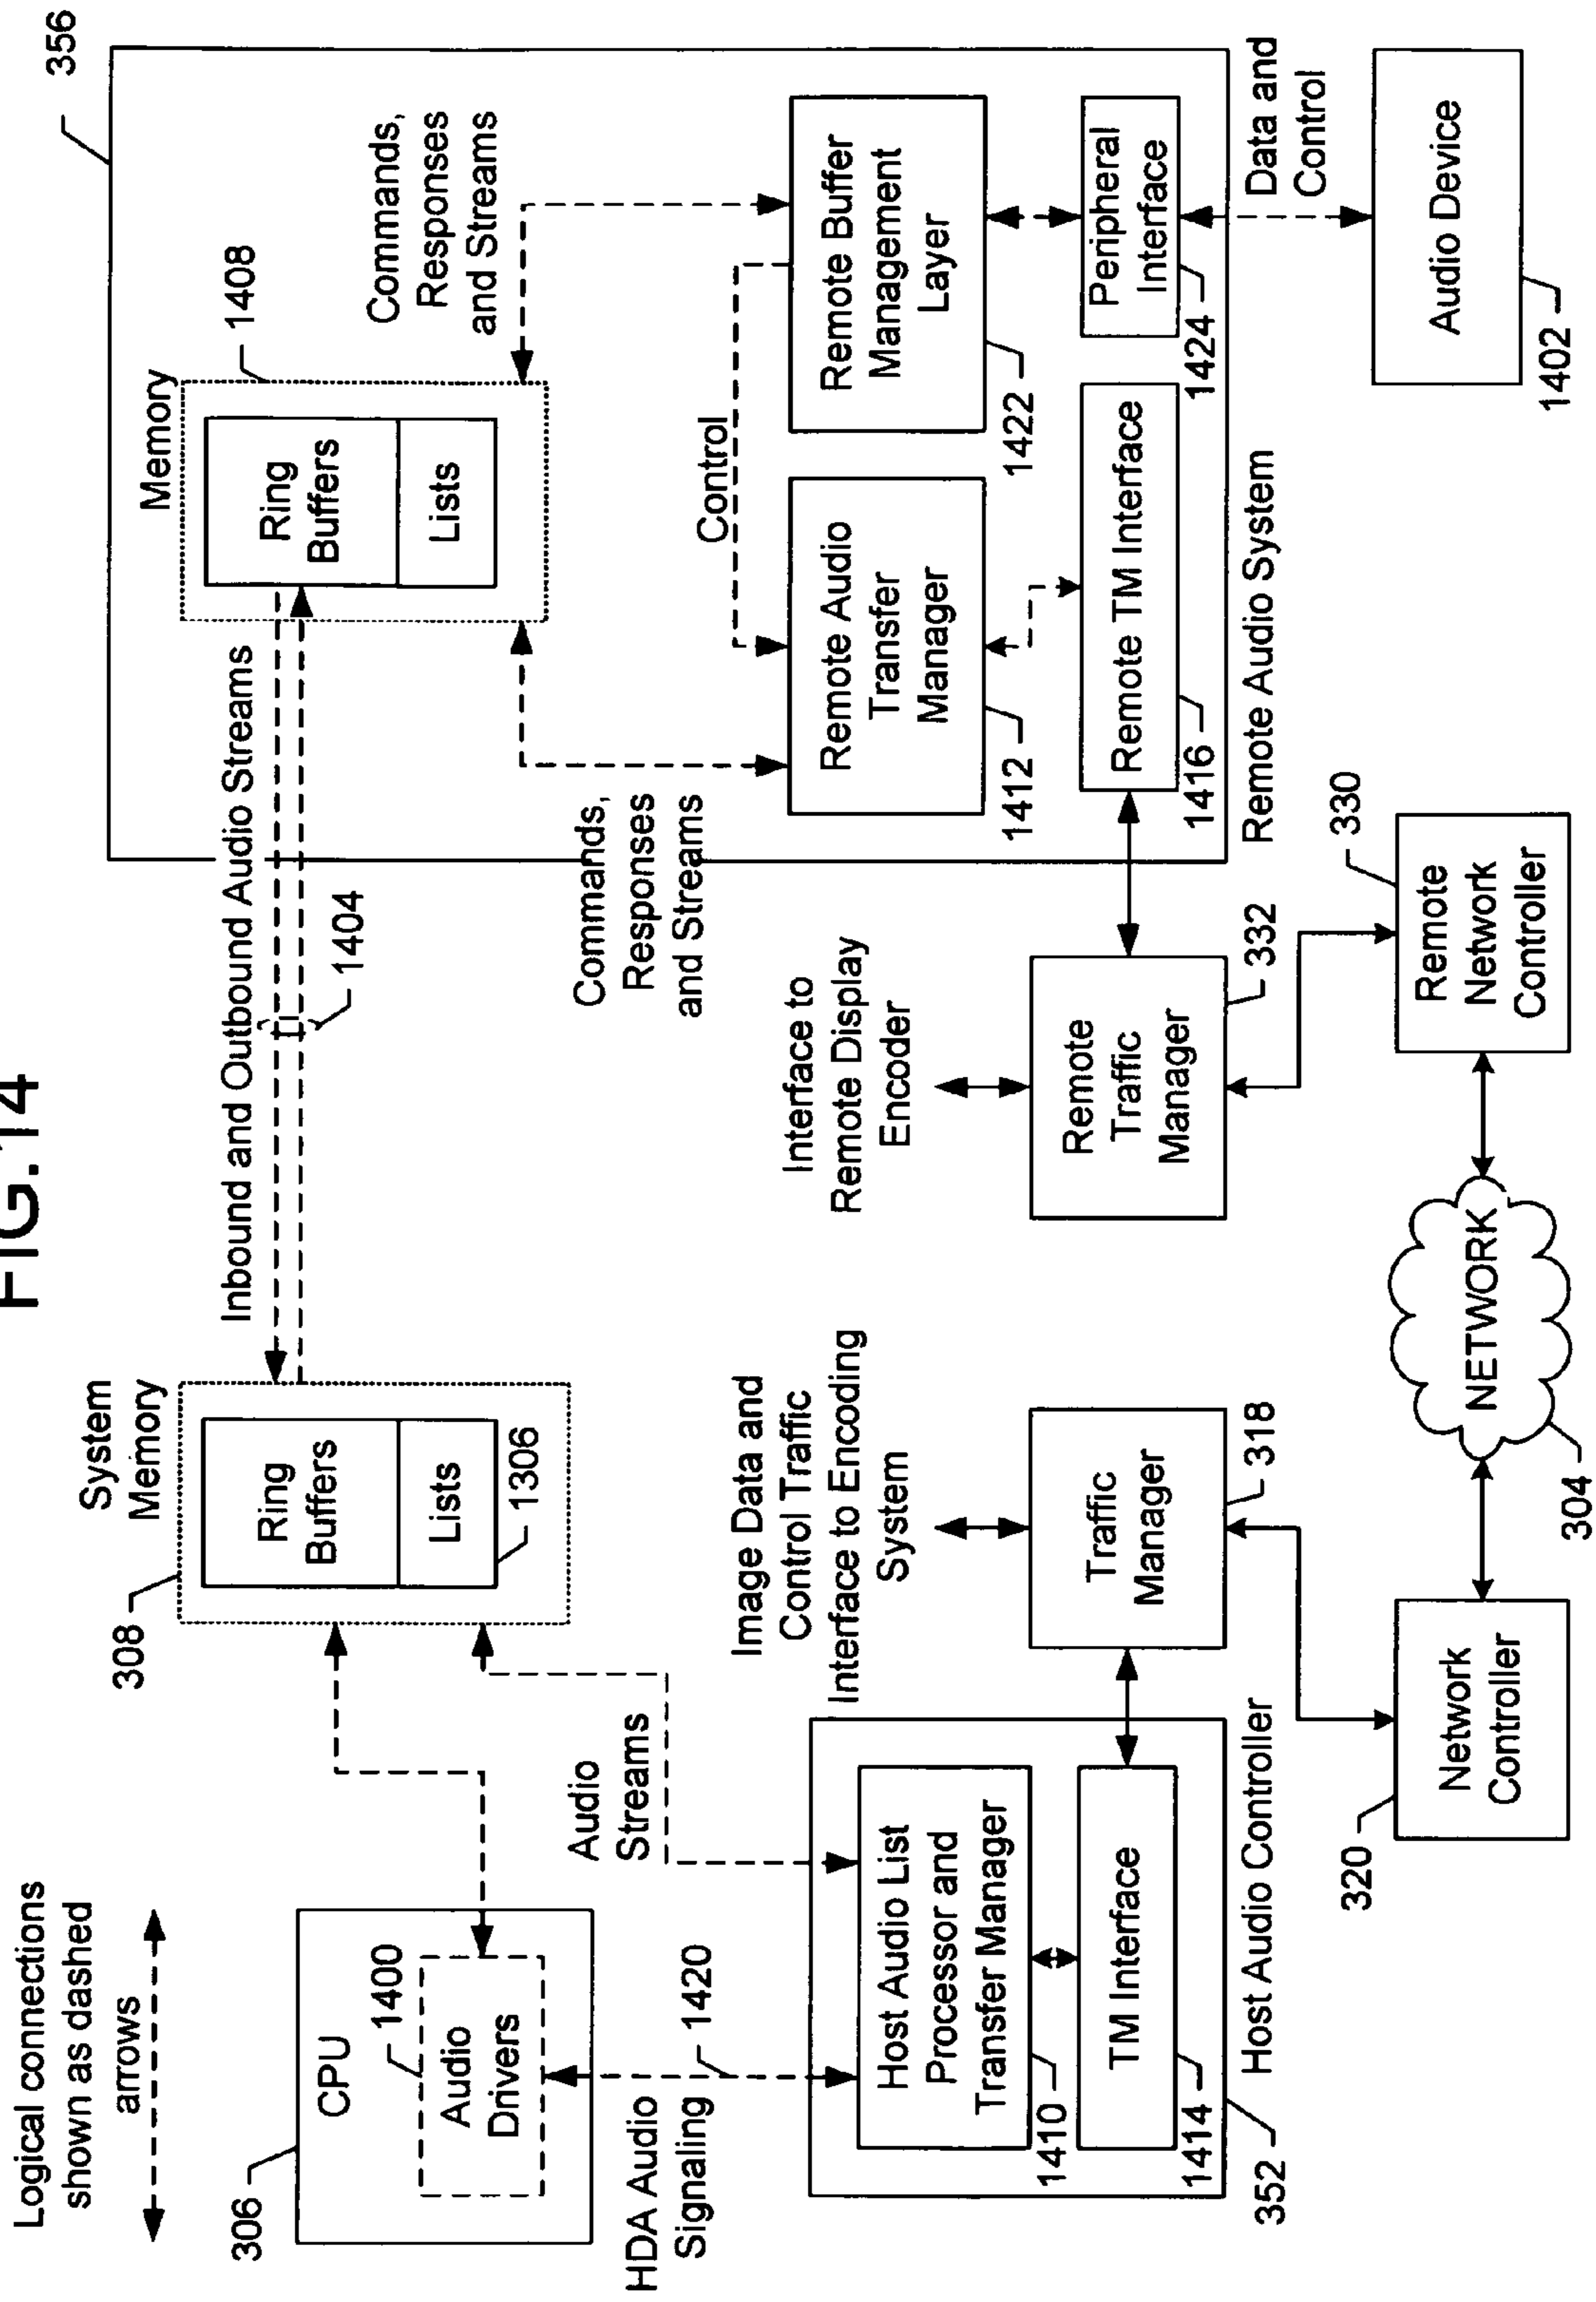 FIG.14
Logical connections
shown as dashed
arrows
306
CPU
1400
Audio
Drivers
HDA Audio
Signaling
1420
308
System
Memory
Ring
Buffers
Lists
1306
Audio
Streams
Inbound and Outbound Audio Streams
1404
356
Memory
1408
Ring
Buffers
Lists
Commands,
Responses
and Streams
Commands,
Responses
and Streams
Control
Remote Audio
Transfer
Manager
1412
Remote Buffer
Management
Layer
1422
Remote TM Interface
1416
Peripheral
Interface
1424
Remote Audio System
Data and
Control
Audio Device
1402
Host Audio List
Processor and
Transfer Manager
1410
TM Interface
1414
352
Host Audio Controller
Image Data and
Control Traffic
Interface to Encoding
System
Traffic
Manager
318
Interface to
Remote Display
Encoder
Remote
Traffic
Manager
332
320
Network
Controller
NETWORK
304
330
Remote
Network
Controller